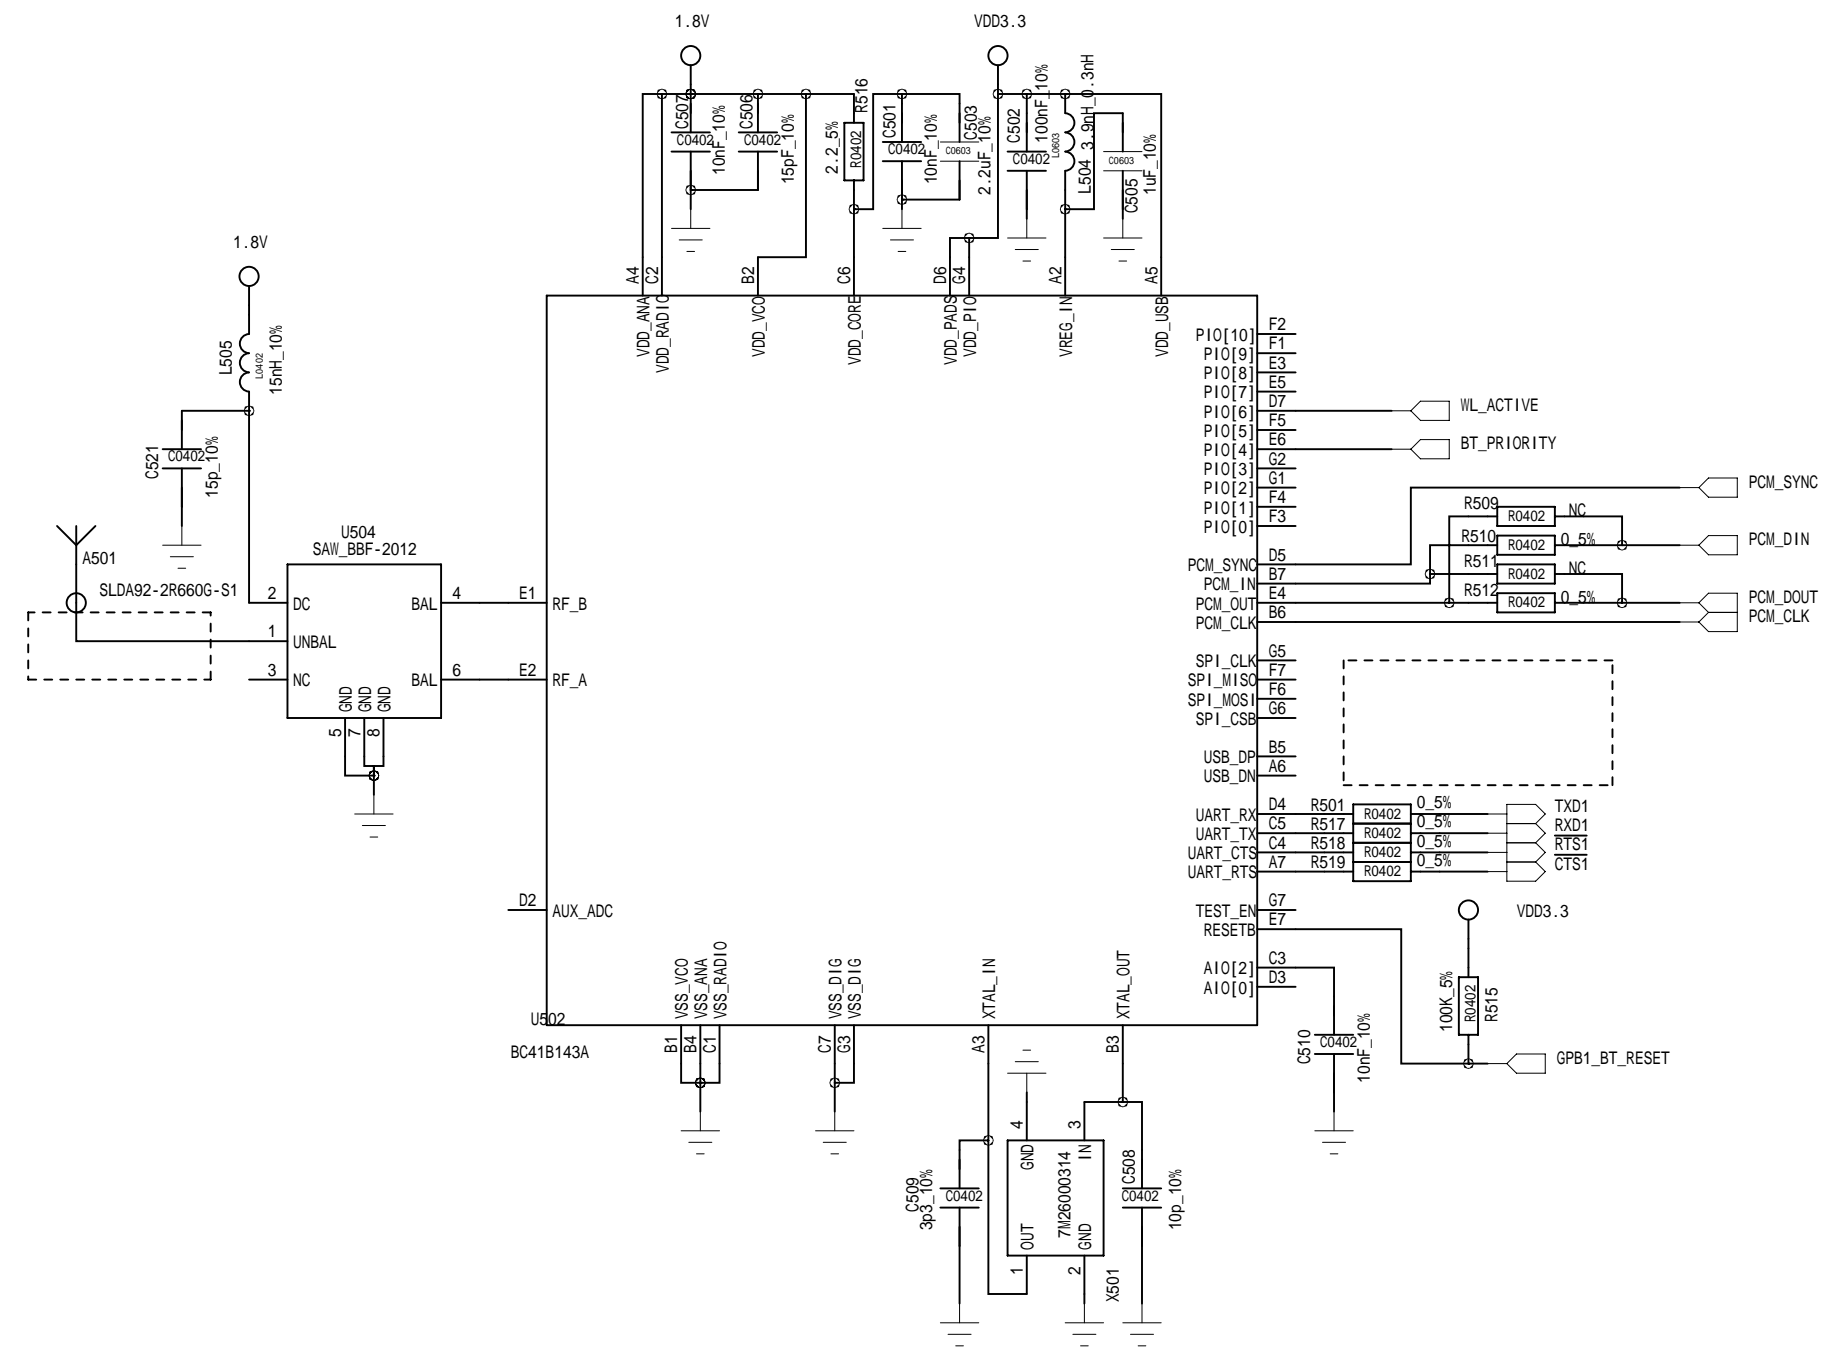 1.8V
VDD3.3
C507
C0402
10nF_10%
C506
C0402
15pF_10%
R516
R0402
2.2_5%
C501
C0402
10nF_10%
C503
C0603
2.2uF_10%
C502
C0402
100nF_10%
L504
L0603
3.9nH_0.3nH
C505
C0603
1uF_10%
1.8V
L505
L0402
15nH_10%
C521
C0402
15p_10%
A501
SLDA92-2R660G-S1
U504
SAW_BBF-2012
2
DC
1
UNBAL
3
NC
BAL
4
BAL
6
GND
GND
GND
5
7
8
E1
RF_B
E2
RF_A
D2
AUX_ADC
A4
C2
B2
C6
D6
G4
A2
A5
VDD_ANA
VDD_RADIO
VDD_VCO
VDD_CORE
VDD_PADS
VDD_PIO
VREG_IN
VDD_USB
PIO[10]
F2
PIO[9]
F1
PIO[8]
E3
PIO[7]
E5
PIO[6]
D7
WL_ACTIVE
PIO[5]
F5
PIO[4]
E6
BT_PRIORITY
PIO[3]
G2
PIO[2]
G1
PIO[1]
F4
PIO[0]
F3
PCM_SYNC
D5
PCM_IN
B7
PCM_OUT
E4
PCM_CLK
B6
R509
R0402
NC
R510
R0402
0_5%
R511
R0402
NC
R512
R0402
0_5%
PCM_SYNC
PCM_DIN
PCM_DOUT
PCM_CLK
SPI_CLK
G5
SPI_MISO
F7
SPI_MOSI
F6
SPI_CSB
G6
USB_DP
B5
USB_DN
A6
UART_RX
D4
R501
R0402
0_5%
TXD1
UART_TX
C5
R517
R0402
0_5%
RXD1
UART_CTS
C4
R518
R0402
0_5%
RTS1
UART_RTS
A7
R519
R0402
0_5%
CTS1
TEST_EN
G7
RESETB
E7
AIO[2]
C3
AIO[0]
D3
VDD3.3
100K_5%
R0402
R515
GPB1_BT_RESET
C510
C0402
10nF_10%
U502
BC41B143A
VSS_VCO
VSS_ANA
VSS_RADIO
VSS_DIG
VSS_DIG
XTAL_IN
XTAL_OUT
B1
B4
C1
C7
G3
A3
B3
4
3
GND
IN
7M26000314
OUT
GND
1
2
X501
C509
C0402
3p3_10%
C508
C0402
10p_10%